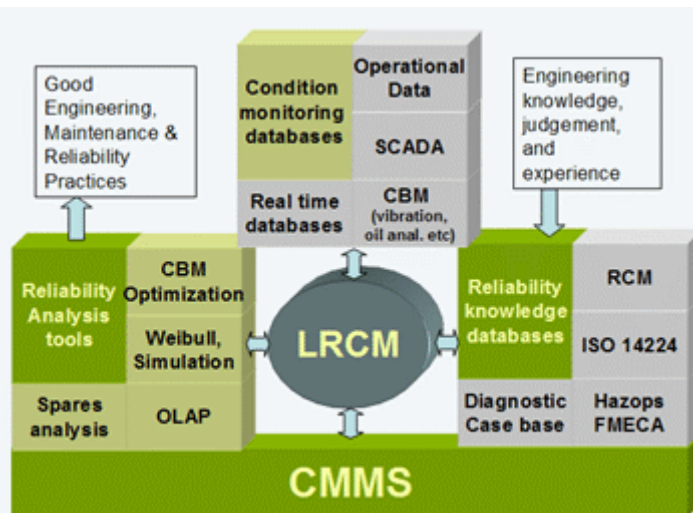 Good
Engineering,
Maintenance &
Reliability
Practices
Condition
monitoring
databases
Operational
Data
SCADA
Real time
databases
CBM
(vibration,
oil anal. etc)
Engineering
knowledge,
judgement,
and
experience
Reliability
Analysis
tools
CBM
Optimization
Weibull,
Simulation
Spares
analysis
OLAP
LRCM
Reliability
knowledge
databases
RCM
ISO 14224
Diagnostic
Case base
Hazops
FMECA
CMMS